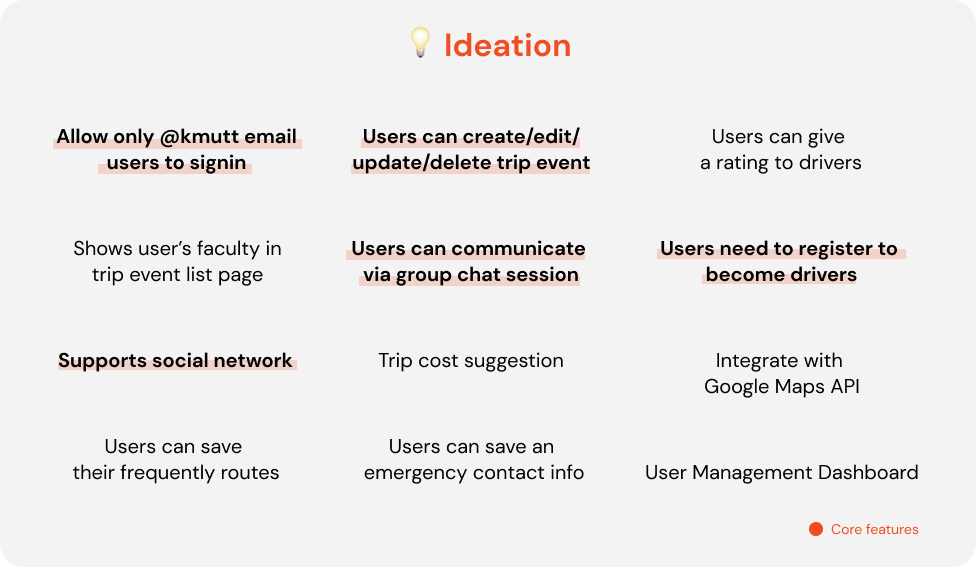 Ideation
Allow only @kmutt email
users to signin
Users can create/edit/
update/delete trip event
Users can give
a rating to drivers
Shows user’s faculty in
trip event list page
Users can communicate
via group chat session
Users need to register to
become drivers
Supports social network
Trip cost suggestion
Integrate with
Google Maps API
Users can save
their frequently routes
Users can save an
emergency contact info
User Management Dashboard
Core features